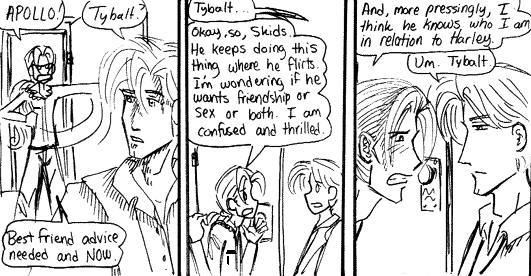 APOLLO!
Tybalt?
Best friend advice
needed and NOW.
Tybalt...
Okay, so, Skids.
He keeps doing this
thing where he flirts.
I'm wondering if he
wants friendship or
sex or both. I am
confused and thrilled.
And, more pressingly, I
think he knows who I am
in relation to Harley.
Um. Tybalt